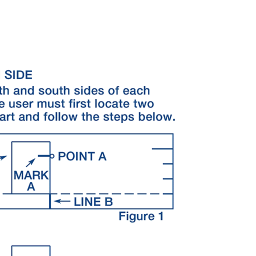 SIDE
th and south sides of each
e user must first locate two
art and follow the steps below.
POINT A
MARK
A
LINE B
Figure 1